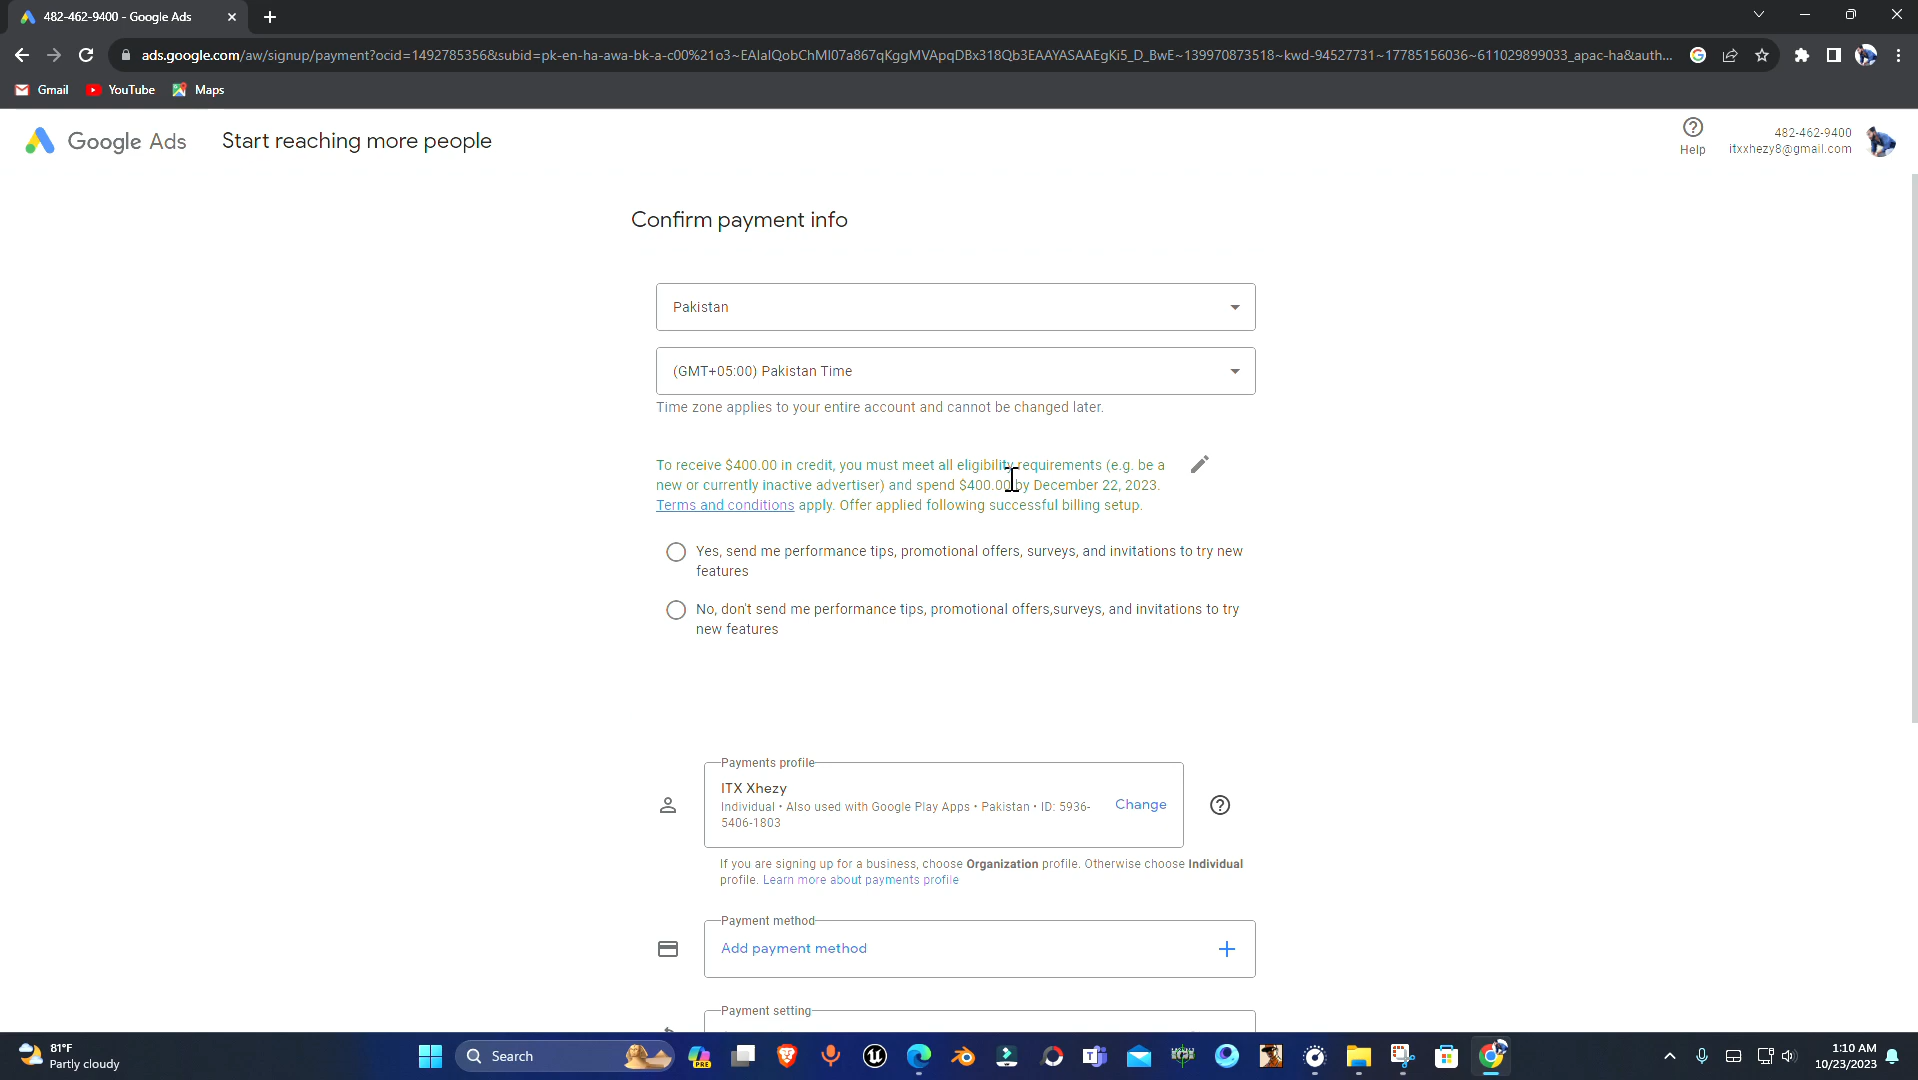 482-462-9400 - Google Ads
ads.google.com/aw/signup/payment?ocid=1492785356&subid=pk-en-ha-awa-bk-a-c00%21o3~EAIaIQobChMI07a867qKggMVApqDBx318Qb3EAAYASAAEgKi5_D_BwE~139970873518~kwd-94527731~17785156036~611029899033_apac-ha&auth...
Gmail YouTube Maps
Google Ads Start reaching more people
Help
482-462-9400
itxxhezy8@gmail.com
Confirm payment info
Pakistan
(GMT+05:00) Pakistan Time
Time zone applies to your entire account and cannot be changed later.
To receive $400.00 in credit, you must meet all eligibility requirements (e.g. be a
new or currently inactive advertiser) and spend $400.00 by December 22, 2023.
Terms and conditions apply. Offer applied following successful billing setup.
Yes, send me performance tips, promotional offers, surveys, and invitations to try new
features
No, don't send me performance tips, promotional offers,surveys, and invitations to try
new features
Payments profile
ITX Xhezy
Individual • Also used with Google Play Apps • Pakistan • ID: 5936-
5406-1803
Change
If you are signing up for a business, choose Organization profile. Otherwise choose Individual
profile. Learn more about payments profile
Payment method
Add payment method
Payment setting
81°F
Partly cloudy
Search
PRE
1:10 AM
10/23/2023